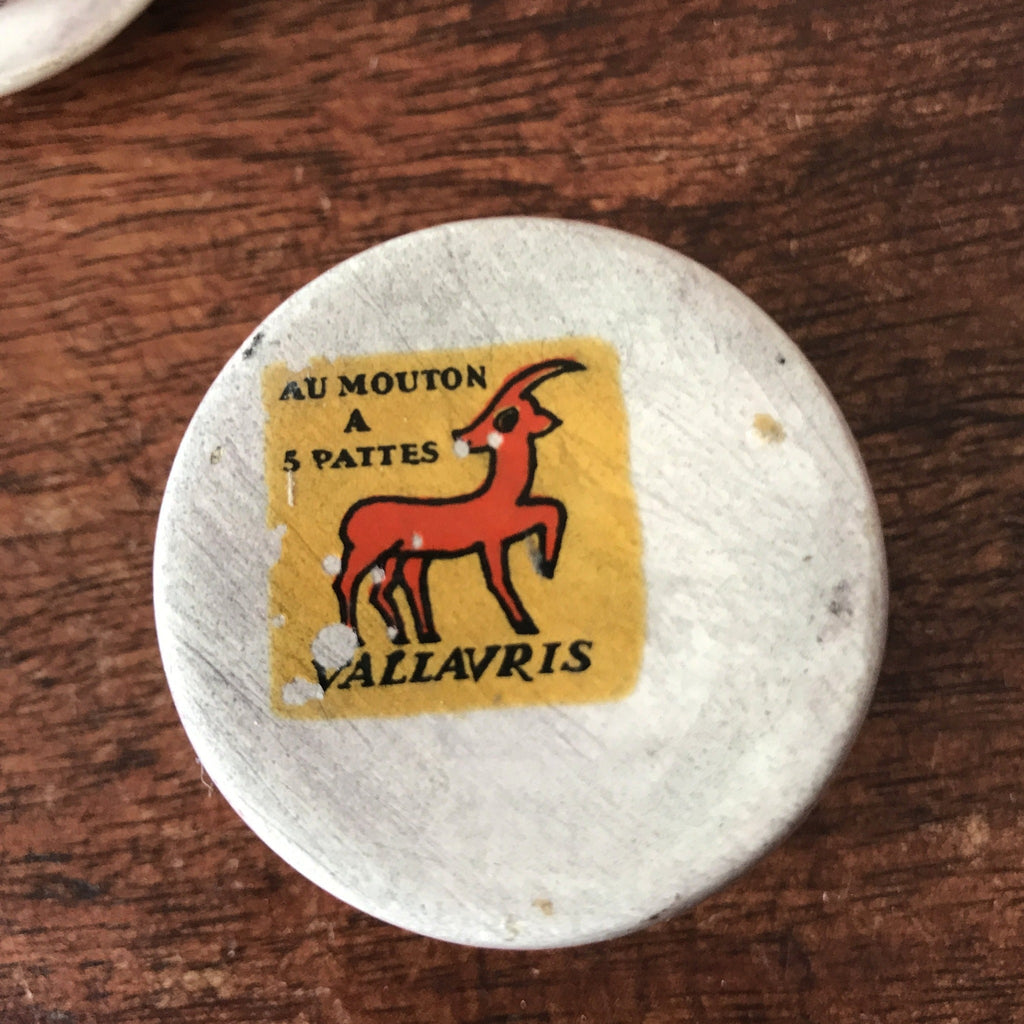 AU MOUTON
A
5 PATTES
VALLAVRIS